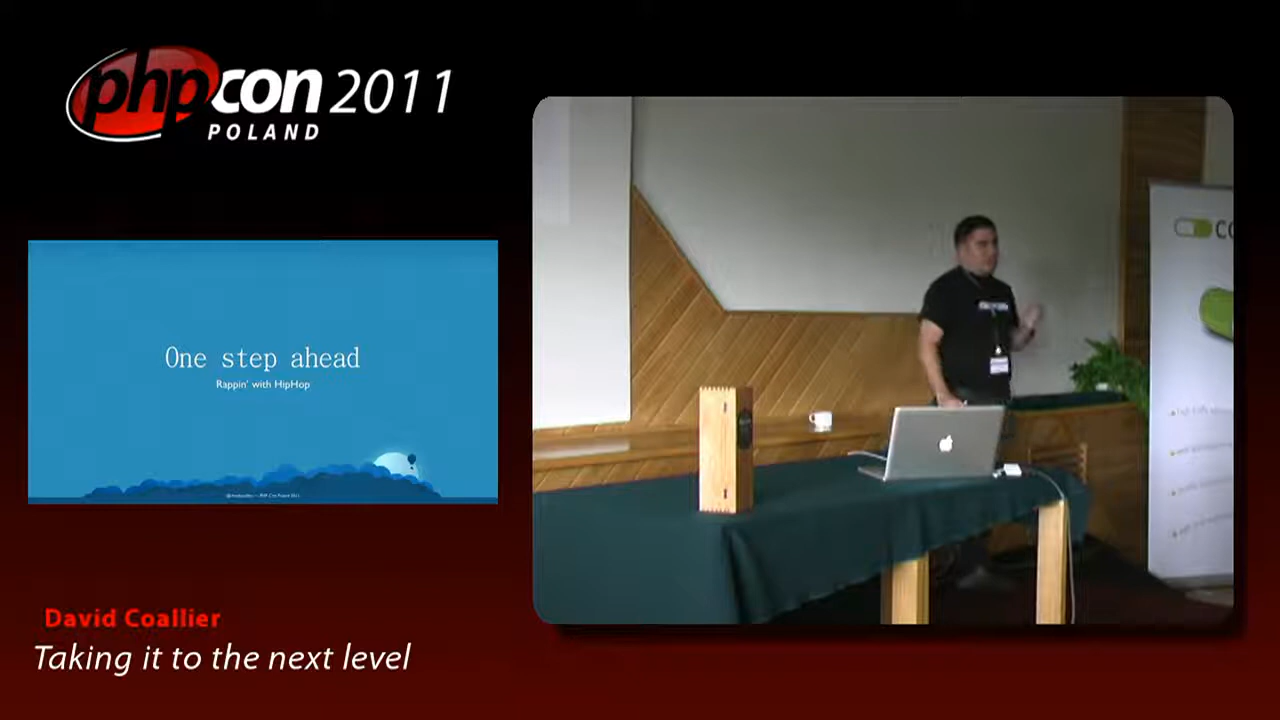 phpcon 2011
POLAND
One step ahead
Rappin' with HipHop
David Coallier
Taking it to the next level